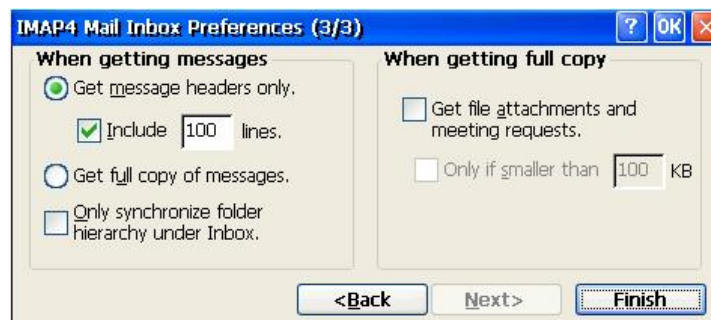 IMAP4 Mail Inbox Preferences (3/3) ? OK X
When getting messages
Get message headers only.
Include 100 lines.
Get full copy of messages.
Only synchronize folder
hierarchy under Inbox.
When getting full copy
Get file attachments and
meeting requests.
Only if smaller than 100 KB
<Back Next> Finish